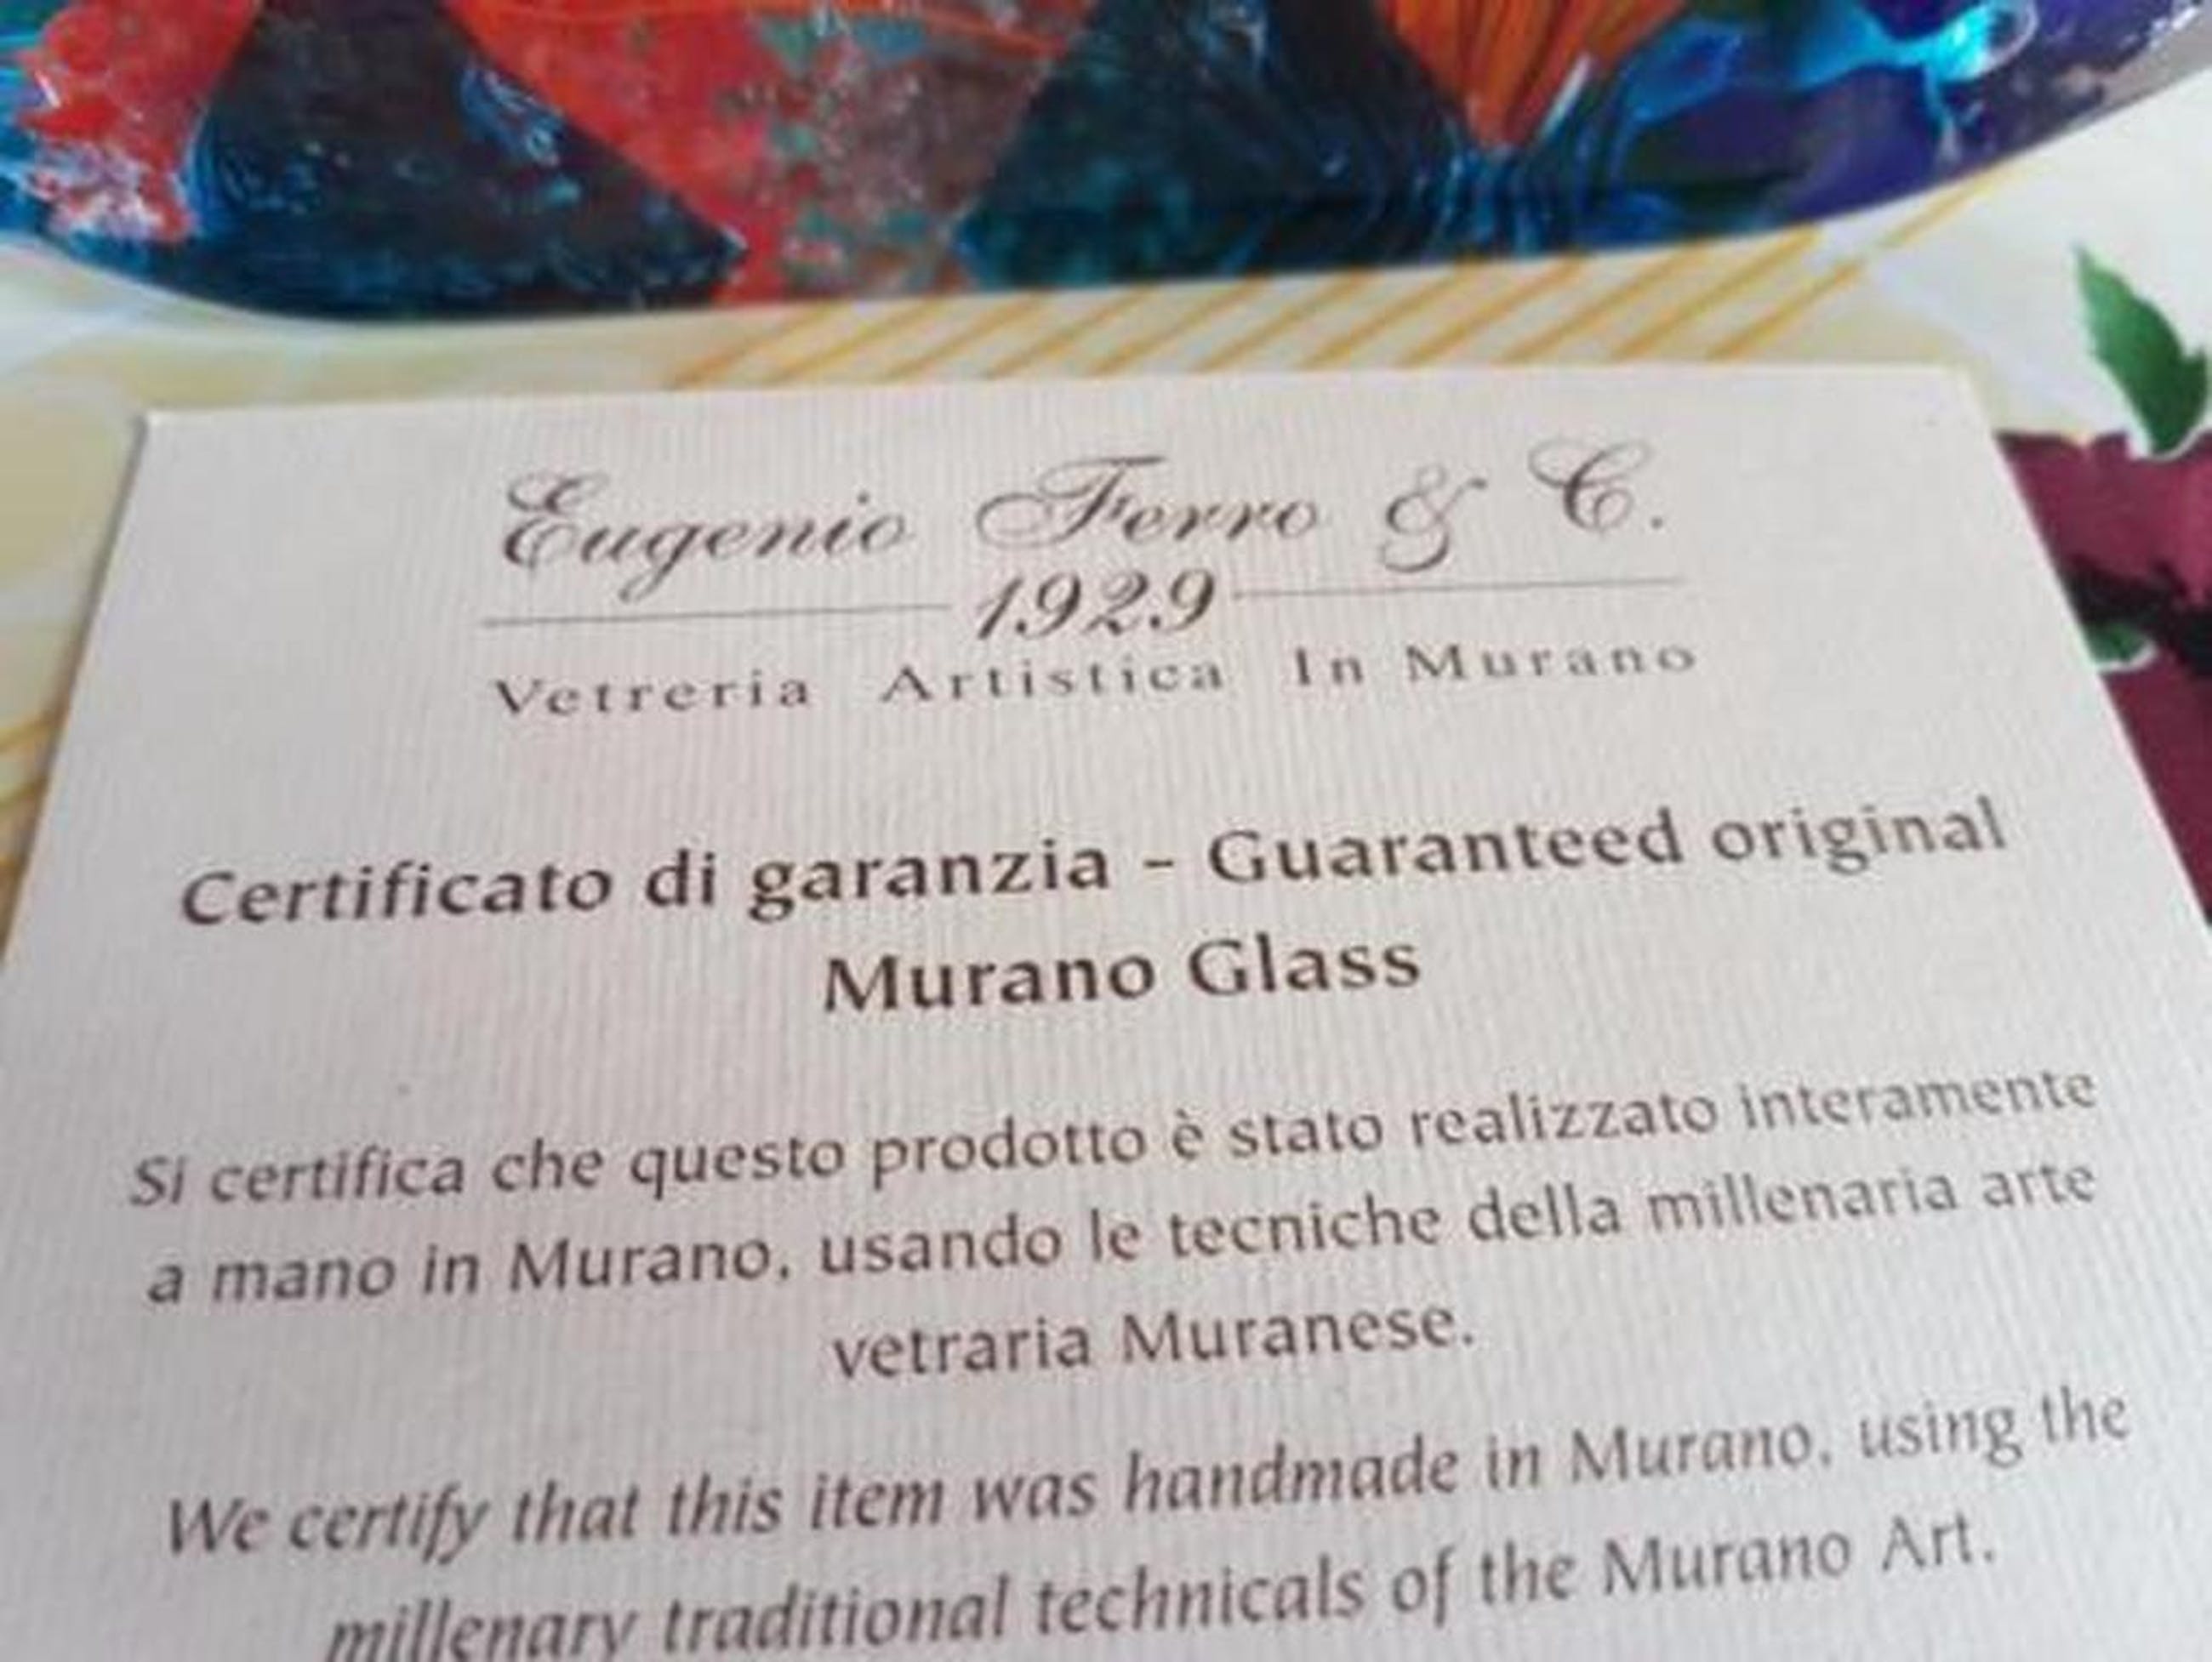 Eugenio Ferro & C.
1929
Vetreria Artistica In Murano
Certificato di garanzia - Guaranteed original
Murano Glass
Si certifica che questo prodotto è stato realizzato interamente
a mano in Murano, usando le tecniche della millenaria arte
vetraria Muranese.
We certify that this item was handmade in Murano, using the
millenary traditional technicals of the Murano Art.